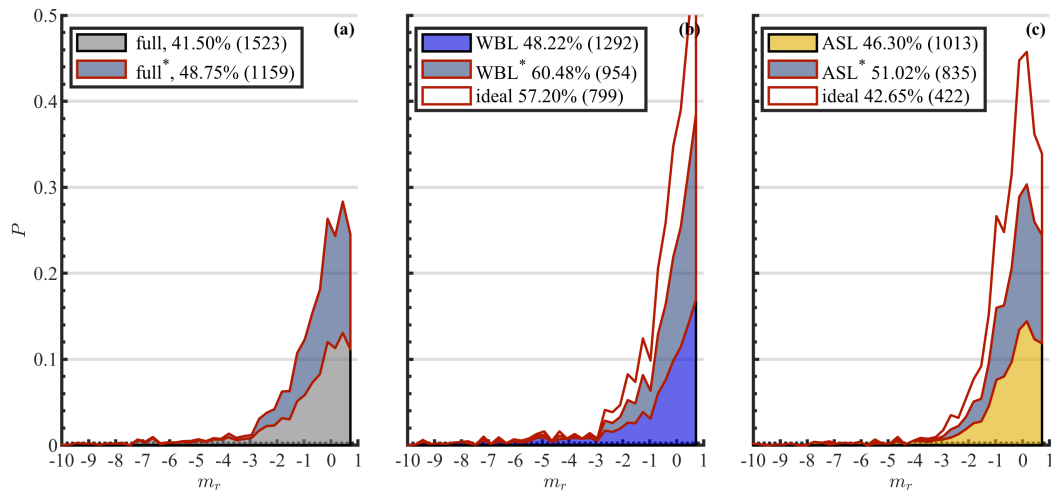 (a)
full, 41.50% (1523)
full*, 48.75% (1159)
(b)
WBL 48.22% (1292)
WBL* 60.48% (954)
ideal 57.20% (799)
(c)
ASL 46.30% (1013)
ASL* 51.02% (835)
ideal 42.65% (422)
0.5
0.4
0.3
0.2
0.1
0
P
-10 -9 -8 -7 -6 -5 -4 -3 -2 -1 0 1
-10 -9 -8 -7 -6 -5 -4 -3 -2 -1 0 1
-10 -9 -8 -7 -6 -5 -4 -3 -2 -1 0 1
m_r
m_r
m_r